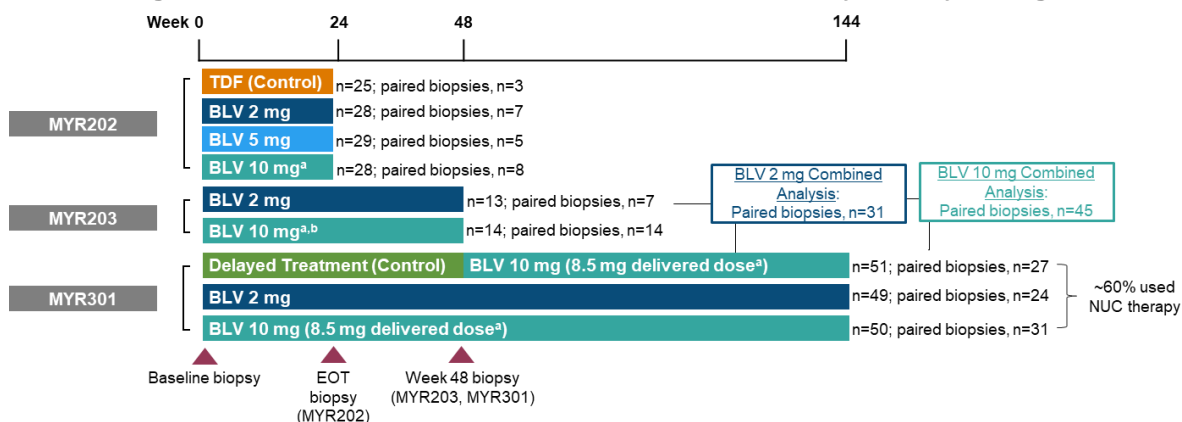 Week 0
24
48
144
TDF (Control)
n=25; paired biopsies, n=3
BLV 2 mg
n=28; paired biopsies, n=7
MYR202
BLV 5 mg
n=29; paired biopsies, n=5
BLV 10 mgᵃ
n=28; paired biopsies, n=8
BLV 2 mg Combined
Analysis:
Paired biopsies, n=31
BLV 10 mg Combined
Analysis:
Paired biopsies, n=45
MYR203
BLV 2 mg
n=13; paired biopsies, n=7
BLV 10 mgᵃ,ᵇ
n=14; paired biopsies, n=14
Delayed Treatment (Control)
BLV 10 mg (8.5 mg delivered doseᵃ)
n=51; paired biopsies, n=27
MYR301
BLV 2 mg
n=49; paired biopsies, n=24
BLV 10 mg (8.5 mg delivered doseᵃ)
n=50; paired biopsies, n=31
~60% used
NUC therapy
Baseline biopsy
EOT
biopsy
(MYR202)
Week 48 biopsy
(MYR203, MYR301)